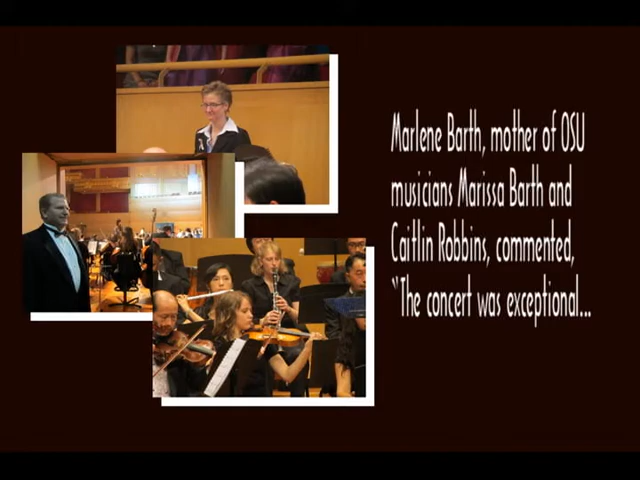 Marlene Barth, mother of OSU
musicians Marissa Barth and
Caitlin Robbins, commented,
"The concert was exceptional...